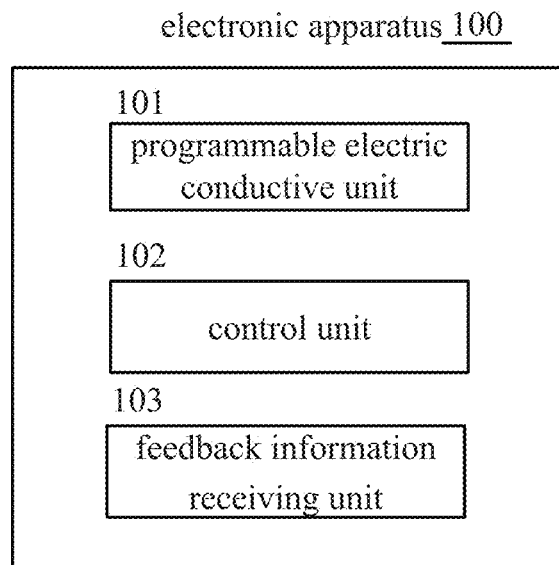 electronic apparatus 100
101
programmable electric
conductive unit
102
control unit
103
feedback information
receiving unit